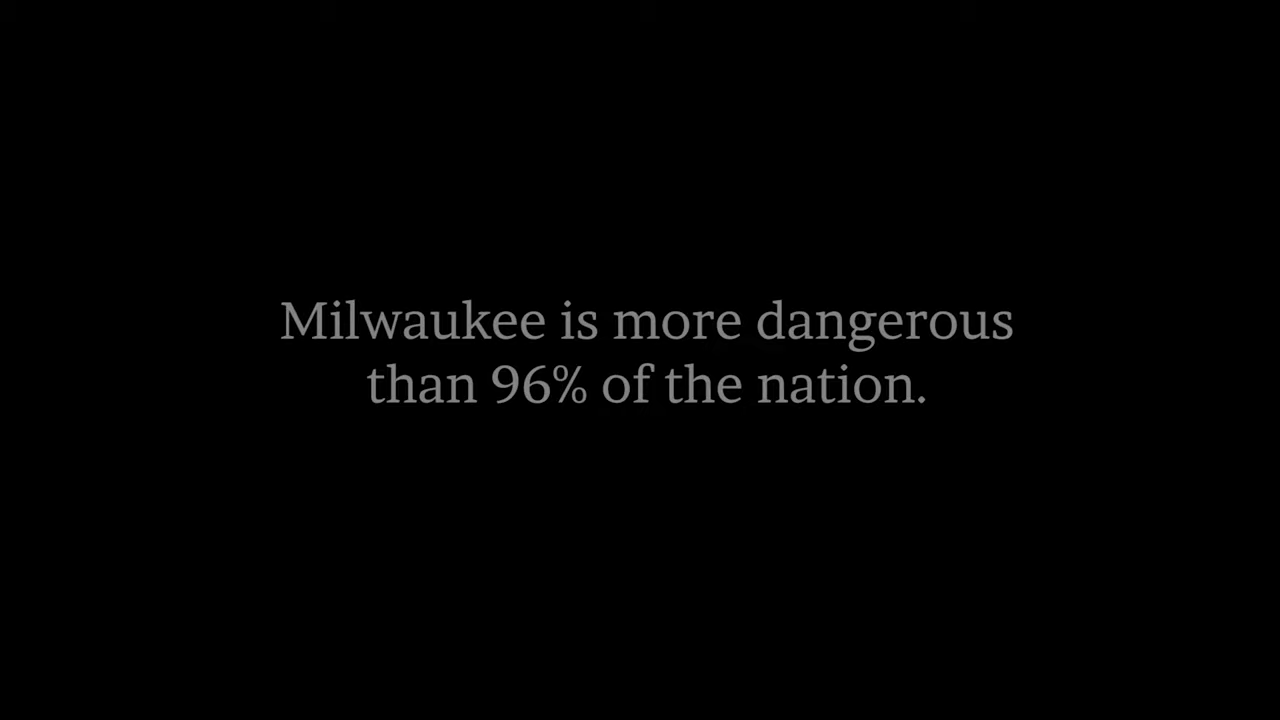 Milwaukee is more dangerous
than 96% of the nation.